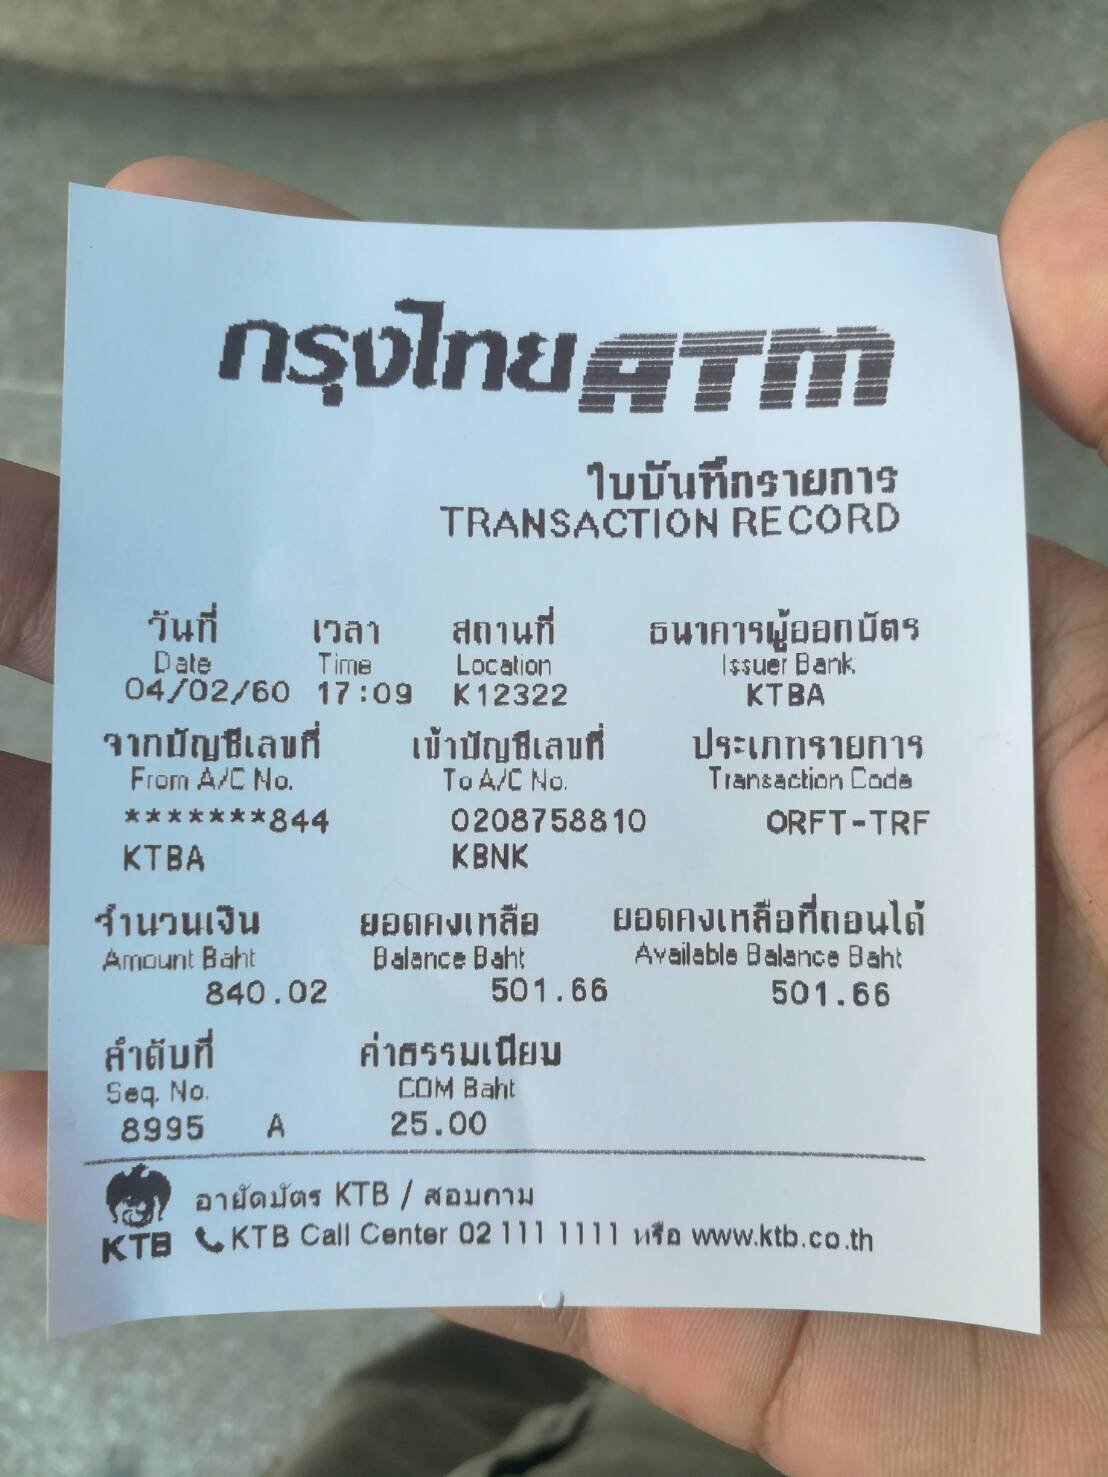 กรุงไทย ATM
ใบบันทึกรายการ
TRANSACTION RECORD
วันที่ เวลา สถานที่ ธนาคารผู้ออกบัตร
Date Time Location Issuer Bank
04/02/60 17:09 K12322 KTBA
จากบัญชีเลขที่ เข้าบัญชีเลขที่ ประเภทรายการ
From A/C No. To A/C No. Transaction Code
*******844 0208758810 ORFT-TRF
KTBA KBNK
จำนวนเงิน ยอดคงเหลือ ยอดคงเหลือที่ถอนได้
Amount Baht Balance Baht Available Balance Baht
840.02 501.66 501.66
ลำดับที่ ค่าธรรมเนียม
Seq. No. COM Baht
8995 A 25.00
อายัดบัตร KTB / สอบถาม
KTB KTB Call Center 02 111 1111 หรือ www.ktb.co.th